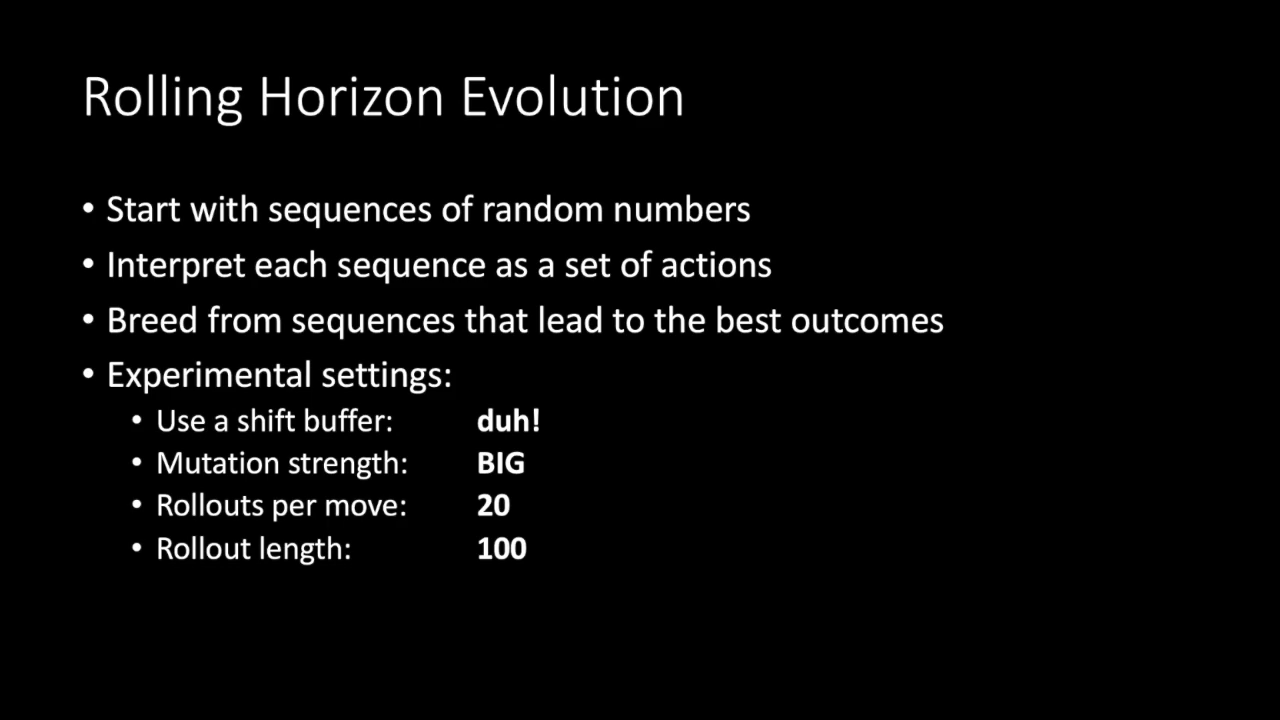 Rolling Horizon Evolution
• Start with sequences of random numbers
• Interpret each sequence as a set of actions
• Breed from sequences that lead to the best outcomes
• Experimental settings:
• Use a shift buffer: duh!
• Mutation strength: BIG
• Rollouts per move: 20
• Rollout length: 100